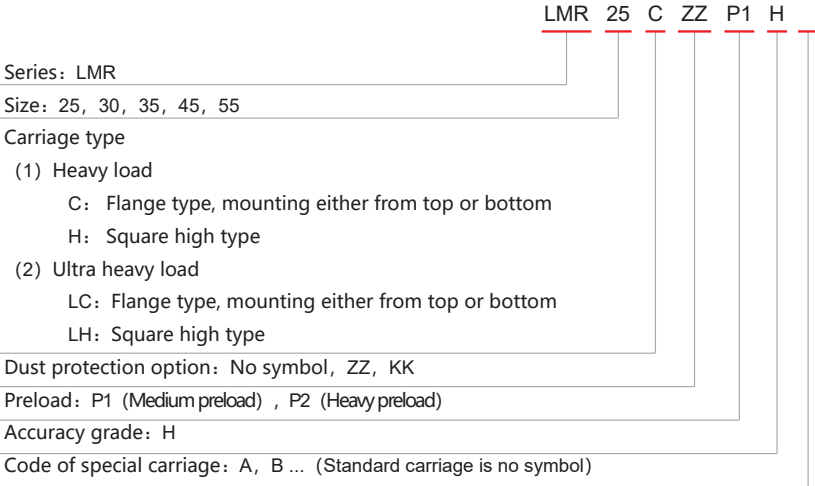 LMR 25 C ZZ P1 H
Series：LMR
Size：25，30，35，45，55
Carriage type
(1) Heavy load
C： Flange type, mounting either from top or bottom
H： Square high type
(2) Ultra heavy load
LC：Flange type, mounting either from top or bottom
LH：Square high type
Dust protection option：No symbol，ZZ，KK
Preload：P1 (Medium preload) ，P2 (Heavy preload)
Accuracy grade：H
Code of special carriage：A，B ... (Standard carriage is no symbol)